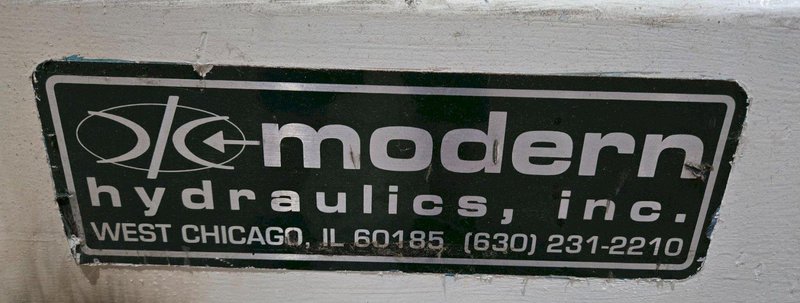 modern
hydraulics, inc.
WEST CHICAGO, IL 60185 (630) 231-2210